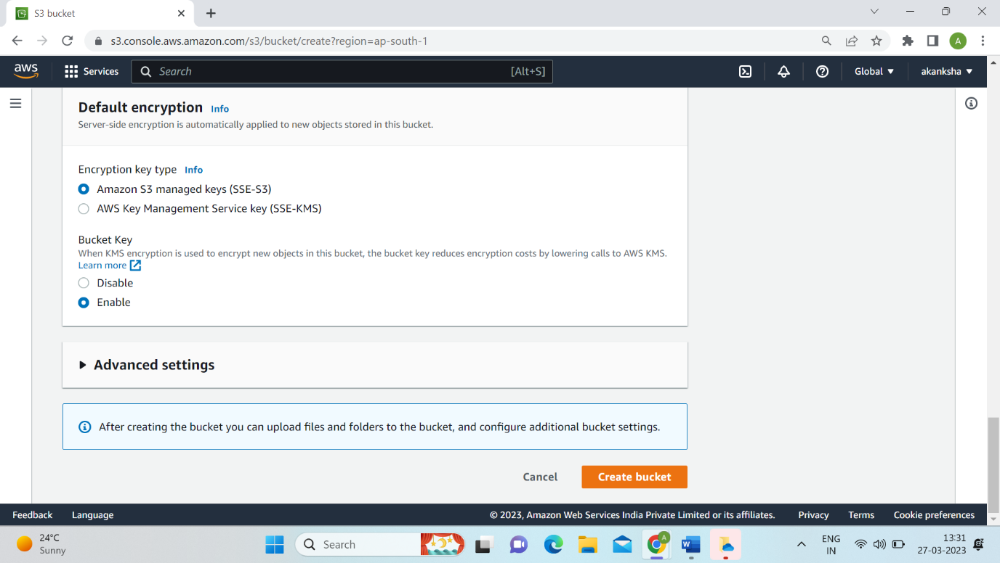 S3 bucket
s3.console.aws.amazon.com/s3/bucket/create?region=ap-south-1
A
aws
Services
Search
[Alt+S]
Global
akanksha
Default encryption Info
Server-side encryption is automatically applied to new objects stored in this bucket.
Encryption key type Info
Amazon S3 managed keys (SSE-S3)
AWS Key Management Service key (SSE-KMS)
Bucket Key
When KMS encryption is used to encrypt new objects in this bucket, the bucket key reduces encryption costs by lowering calls to AWS KMS.
Learn more
Disable
Enable
Advanced settings
After creating the bucket you can upload files and folders to the bucket, and configure additional bucket settings.
Cancel
Create bucket
Feedback
Language
© 2023, Amazon Web Services India Private Limited or its affiliates.
Privacy
Terms
Cookie preferences
24°C
Sunny
Search
A
W
ENG
IN
13:31
27-03-2023